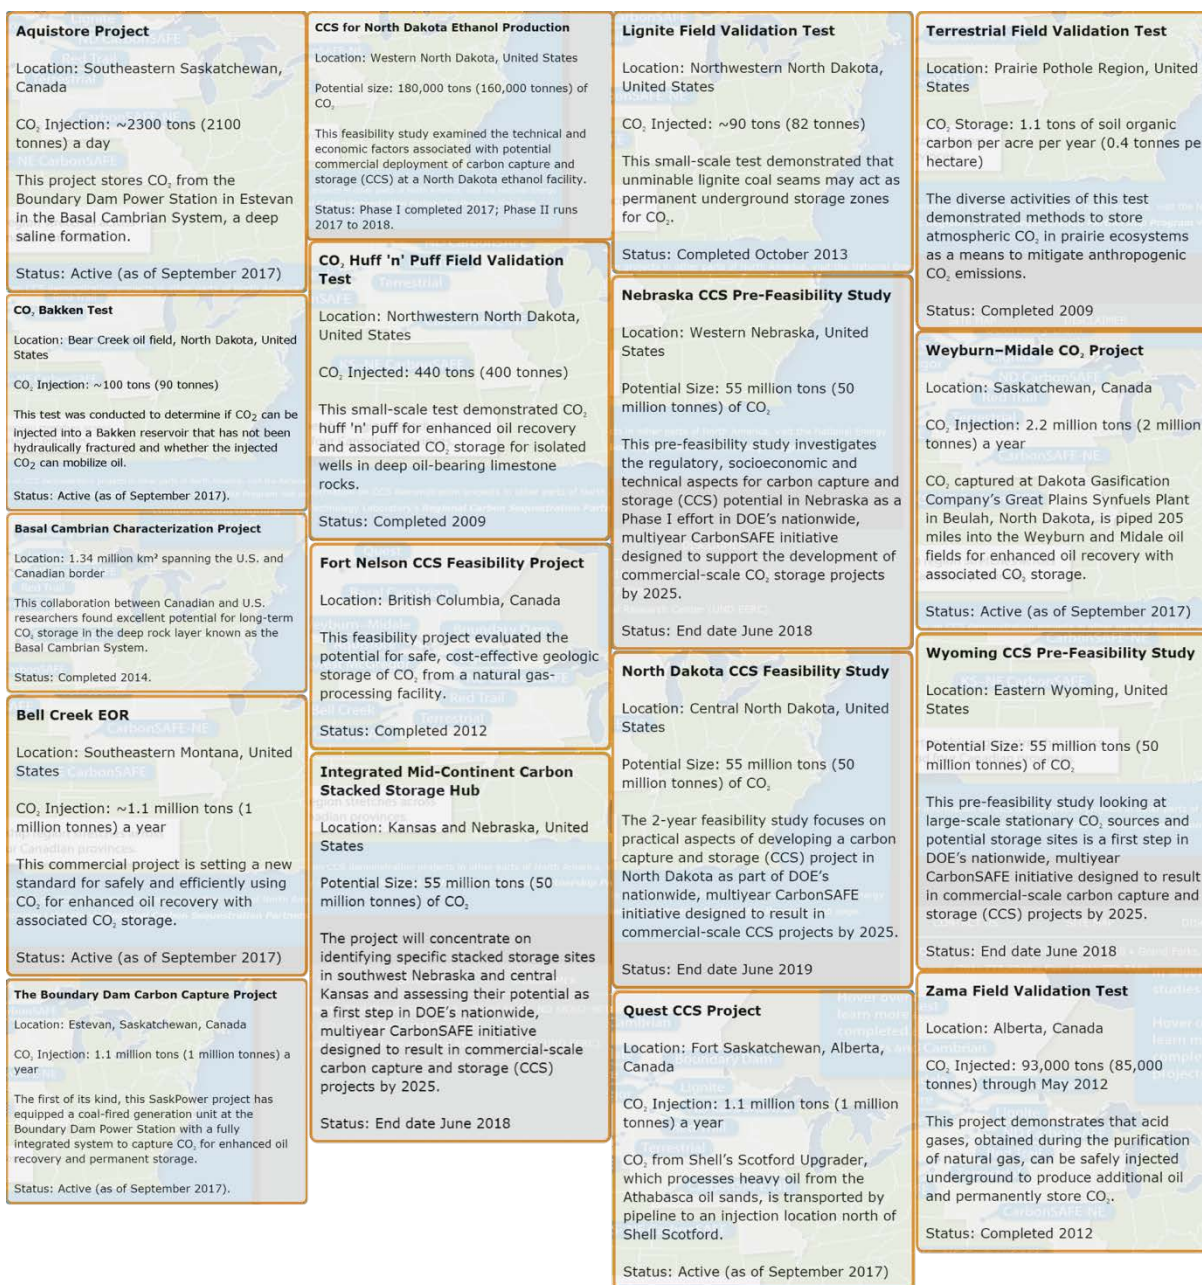 Aquistore Project
Location: Southeastern Saskatchewan,
Canada
CO₂ Injection: ~2300 tons (2100
tonnes) a day
This project stores CO₂ from the
Boundary Dam Power Station in Estevan
in the Basal Cambrian System, a deep
saline formation.
Status: Active (as of September 2017)
CO₂ Bakken Test
Location: Bear Creek oil field, North Dakota, United
States
CO₂ Injection: ~100 tons (90 tonnes)
This test was conducted to determine if CO₂ can be
injected into a Bakken reservoir that has not been
hydraulically fractured and whether the injected
CO₂ can mobilize oil.
Status: Active (as of September 2017).
Basal Cambrian Characterization Project
Location: 1.34 million km² spanning the U.S. and
Canadian border
This collaboration between Canadian and U.S.
researchers found excellent potential for long-term
CO₂ storage in the deep rock layer known as the
Basal Cambrian System.
Status: Completed 2014.
Bell Creek EOR
Location: Southeastern Montana, United
States
CO₂ Injection: ~1.1 million tons (1
million tonnes) a year
This commercial project is setting a new
standard for safely and efficiently using
CO₂ for enhanced oil recovery with
associated CO₂ storage.
Status: Active (as of September 2017)
The Boundary Dam Carbon Capture Project
Location: Estevan, Saskatchewan, Canada
CO₂ Injection: 1.1 million tons (1 million tonnes) a
year
The first of its kind, this SaskPower project has
equipped a coal-fired generation unit at the
Boundary Dam Power Station with a fully
integrated system to capture CO₂ for enhanced oil
recovery and permanent storage.
Status: Active (as of September 2017).
CCS for North Dakota Ethanol Production
Location: Western North Dakota, United States
Potential size: 180,000 tons (160,000 tonnes) of
CO₂
This feasibility study examined the technical and
economic factors associated with potential
commercial deployment of carbon capture and
storage (CCS) at a North Dakota ethanol facility.
Status: Phase I completed 2017; Phase II runs
2017 to 2018.
CO₂ Huff 'n' Puff Field Validation
Test
Location: Northwestern North Dakota,
United States
CO₂ Injected: 440 tons (400 tonnes)
This small-scale test demonstrated CO₂
huff 'n' puff for enhanced oil recovery
and associated CO₂ storage for isolated
wells in deep oil-bearing limestone
rocks.
Status: Completed 2009
Fort Nelson CCS Feasibility Project
Location: British Columbia, Canada
This feasibility project evaluated the
potential for safe, cost-effective geologic
storage of CO₂ from a natural gas-
processing facility.
Status: Completed 2012
Integrated Mid-Continent Carbon
Stacked Storage Hub
Location: Kansas and Nebraska, United
States
Potential Size: 55 million tons (50
million tonnes) of CO₂
The project will concentrate on
identifying specific stacked storage sites
in southwest Nebraska and central
Kansas and assessing their potential as
a first step in DOE's nationwide,
multiyear CarbonSAFE initiative
designed to result in commercial-scale
carbon capture and storage (CCS)
projects by 2025.
Status: End date June 2018
Lignite Field Validation Test
Location: Northwestern North Dakota,
United States
CO₂ Injected: ~90 tons (82 tonnes)
This small-scale test demonstrated that
unminable lignite coal seams may act as
permanent underground storage zones
for CO₂.
Status: Completed October 2013
Nebraska CCS Pre-Feasibility Study
Location: Western Nebraska, United
States
Potential Size: 55 million tons (50
million tonnes) of CO₂
This pre-feasibility study investigates
the regulatory, socioeconomic and
technical aspects for carbon capture and
storage (CCS) potential in Nebraska as a
Phase I effort in DOE's nationwide,
multiyear CarbonSAFE initiative
designed to support the development of
commercial-scale CO₂ storage projects
by 2025.
Status: End date June 2018
North Dakota CCS Feasibility Study
Location: Central North Dakota, United
States
Potential Size: 55 million tons (50
million tonnes) of CO₂
The 2-year feasibility study focuses on
practical aspects of developing a carbon
capture and storage (CCS) project in
North Dakota as part of DOE's
nationwide, multiyear CarbonSAFE
initiative designed to result in
commercial-scale CCS projects by 2025.
Status: End date June 2019
Quest CCS Project
Location: Fort Saskatchewan, Alberta,
Canada
CO₂ Injection: 1.1 million tons (1 million
tonnes) a year
CO₂ from Shell's Scotford Upgrader,
which processes heavy oil from the
Athabasca oil sands, is transported by
pipeline to an injection location north of
Shell Scotford.
Status: Active (as of September 2017)
Terrestrial Field Validation Test
Location: Prairie Pothole Region, United
States
CO₂ Storage: 1.1 tons of soil organic
carbon per acre per year (0.4 tonnes pe
hectare)
The diverse activities of this test
demonstrated methods to store
atmospheric CO₂ in prairie ecosystems
as a means to mitigate anthropogenic
CO₂ emissions.
Status: Completed 2009
Weyburn–Midale CO₂ Project
Location: Saskatchewan, Canada
CO₂ Injection: 2.2 million tons (2 million
tonnes) a year
CO₂ captured at Dakota Gasification
Company's Great Plains Synfuels Plant
in Beulah, North Dakota, is piped 205
miles into the Weyburn and Midale oil
fields for enhanced oil recovery with
associated CO₂ storage.
Status: Active (as of September 2017)
Wyoming CCS Pre-Feasibility Study
Location: Eastern Wyoming, United
States
Potential Size: 55 million tons (50
million tonnes) of CO₂
This pre-feasibility study looking at
large-scale stationary CO₂ sources and
potential storage sites is a first step in
DOE's nationwide, multiyear
CarbonSAFE initiative designed to result
in commercial-scale carbon capture and
storage (CCS) projects by 2025.
Status: End date June 2018
Zama Field Validation Test
Location: Alberta, Canada
CO₂ Injected: 93,000 tons (85,000
tonnes) through May 2012
This project demonstrates that acid
gases, obtained during the purification
of natural gas, can be safely injected
underground to produce additional oil
and permanently store CO₂.
Status: Completed 2012